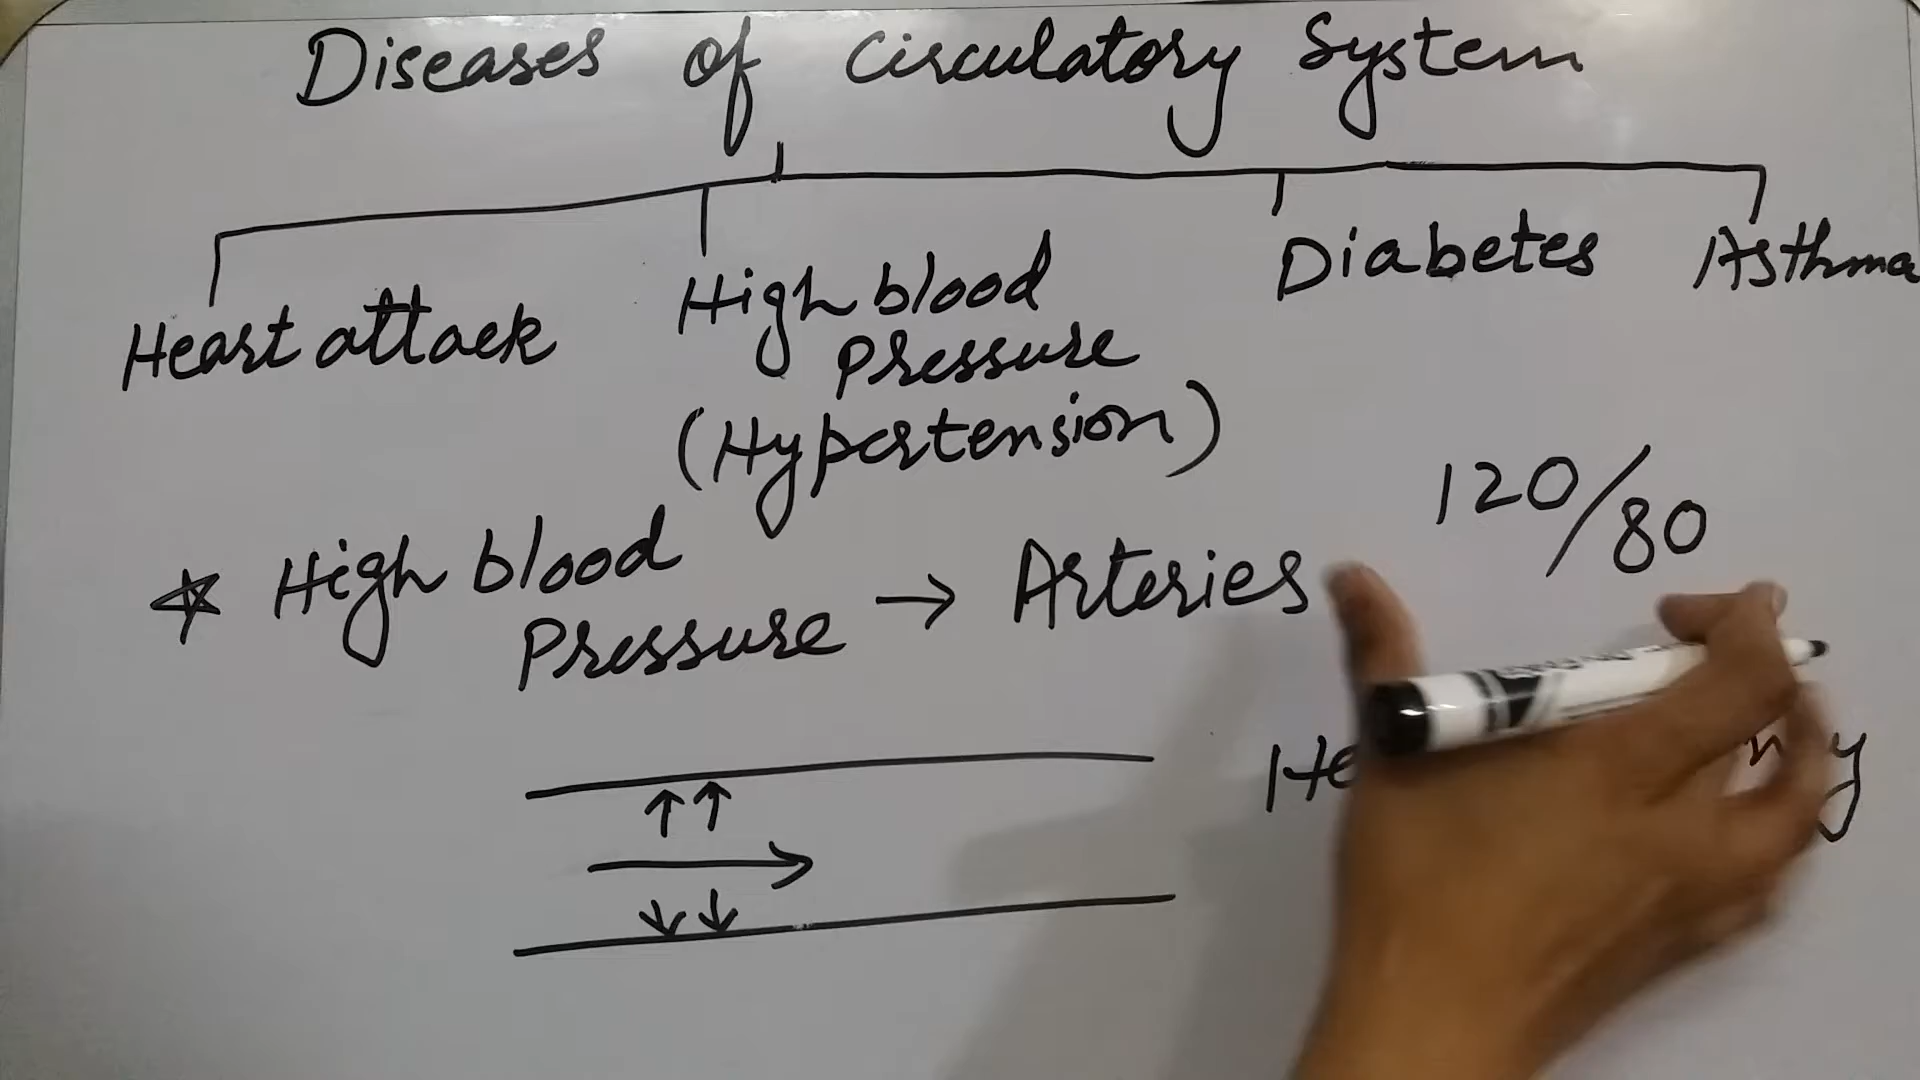 Diseases of Circulatory System
Heart attack
High blood
Pressure
(Hypertension)
Diabetes
Asthma
120/80
High blood
Pressure → Arteries